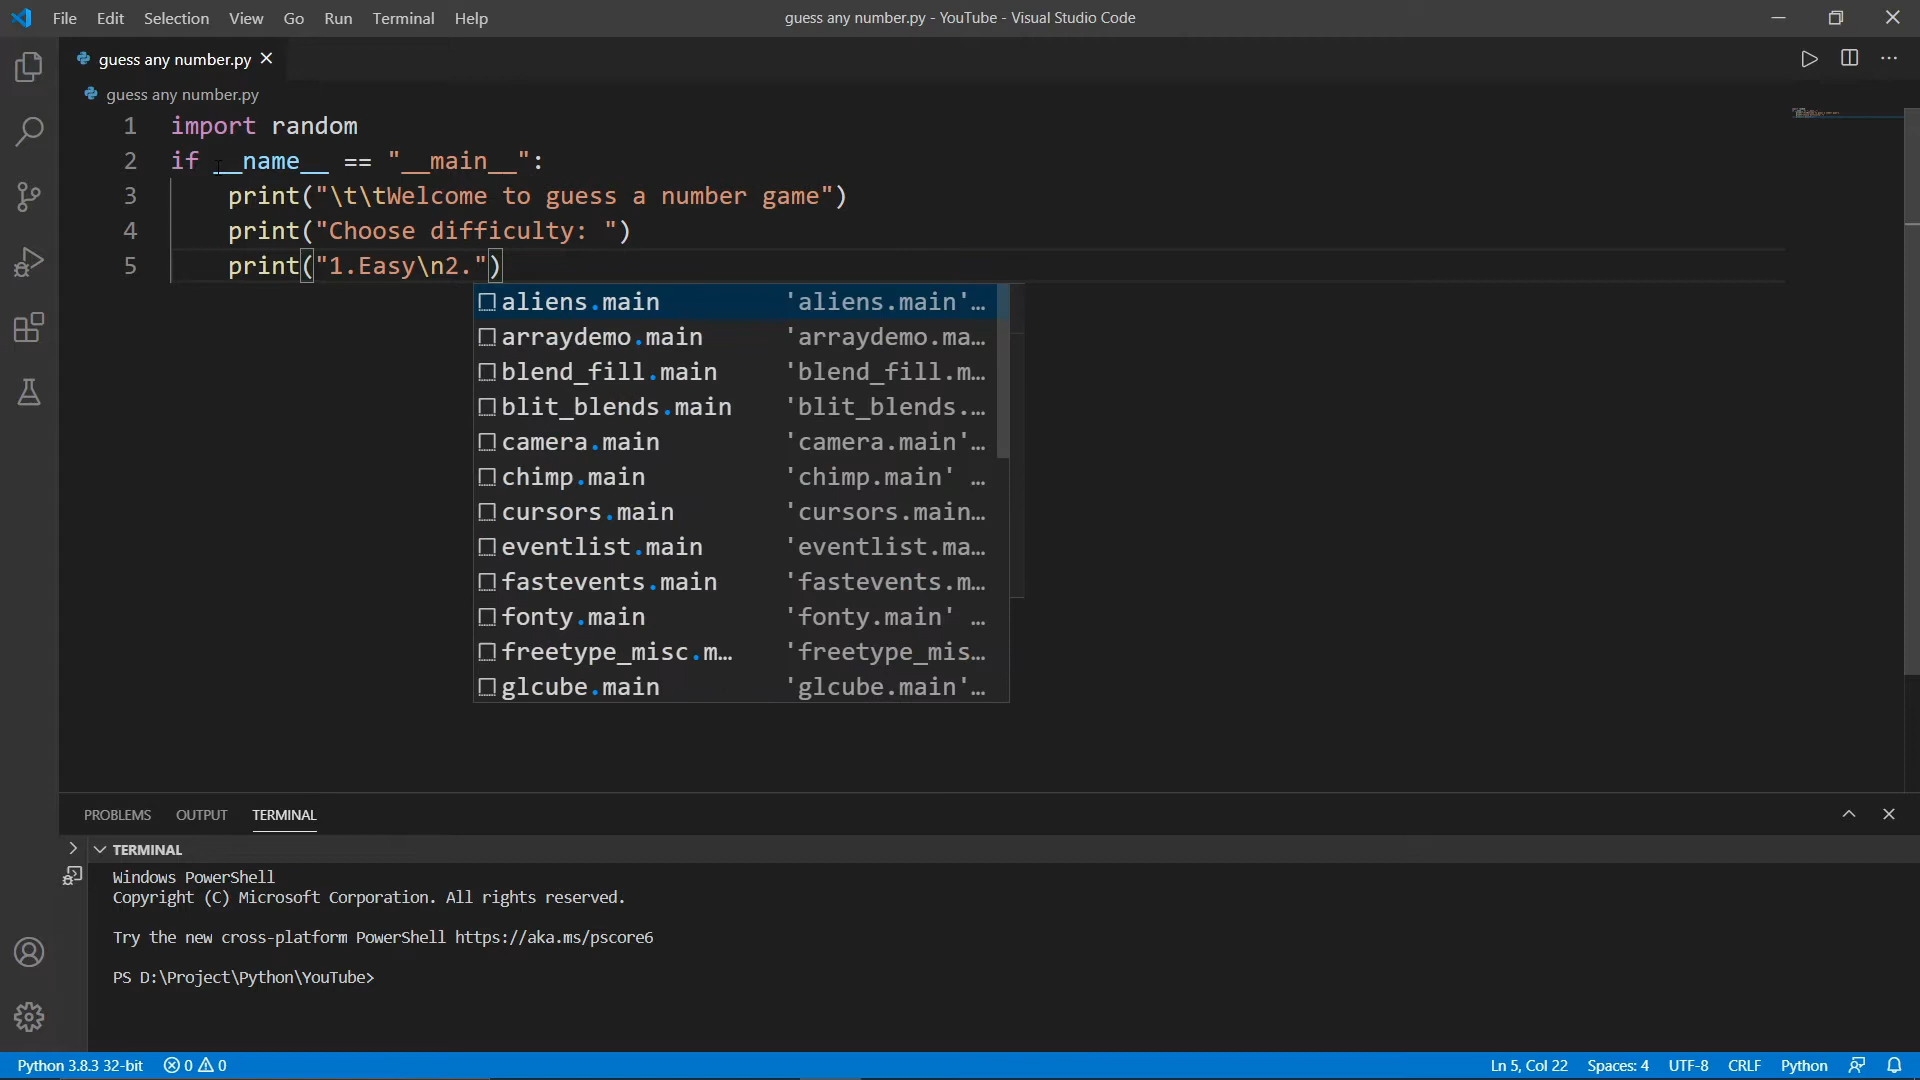 File Edit Selection View Go Run Terminal Help
guess any number.py - YouTube - Visual Studio Code
guess any number.py
guess any number.py
1 import random
2 if __name__ == "__main__":
3 print("\t\tWelcome to guess a number game")
4 print("Choose difficulty: ")
5 print("1.Easy\n2.")
aliens.main 'aliens.main'…
arraydemo.main 'arraydemo.ma…
blend_fill.main 'blend_fill.m…
blit_blends.main 'blit_blends.…
camera.main 'camera.main'…
chimp.main 'chimp.main' …
cursors.main 'cursors.main…
eventlist.main 'eventlist.ma…
fastevents.main 'fastevents.m…
fonty.main 'fonty.main' …
freetype_misc.m… 'freetype_mis…
glcube.main 'glcube.main'…
PROBLEMS OUTPUT TERMINAL
TERMINAL
Windows PowerShell
Copyright (C) Microsoft Corporation. All rights reserved.
Try the new cross-platform PowerShell https://aka.ms/pscore6
PS D:\Project\Python\YouTube>
Python 3.8.3 32-bit 0 0 Ln 5, Col 22 Spaces: 4 UTF-8 CRLF Python